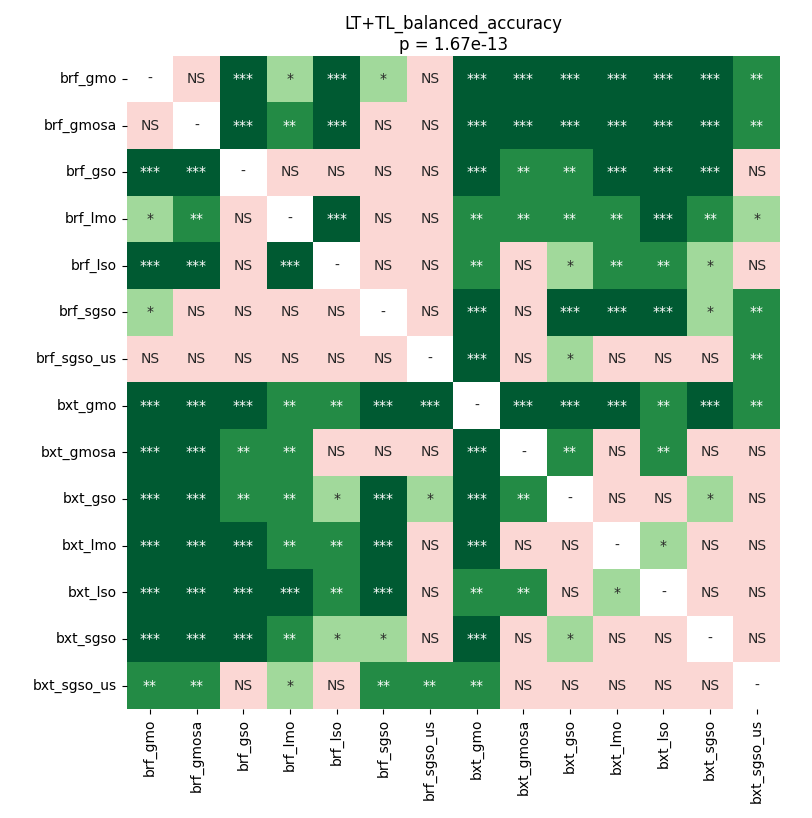 LT+TL_balanced_accuracy
p = 1.67e-13
brf_gmo - NS *** * *** * NS *** *** *** *** *** *** **
brf_gmosa NS - *** ** *** NS NS *** *** *** *** *** *** **
brf_gso *** *** - NS NS NS NS *** ** ** *** *** *** NS
brf_lmo * ** NS - *** NS NS ** ** ** ** *** ** *
brf_lso *** *** NS *** - NS NS ** NS * ** ** * NS
brf_sgso * NS NS NS NS - NS *** NS *** *** *** * **
brf_sgso_us NS NS NS NS NS NS - *** NS * NS NS NS **
bxt_gmo *** *** *** ** ** *** *** - *** *** *** ** *** **
bxt_gmosa *** *** ** ** NS NS NS *** - ** NS ** NS NS
bxt_gso *** *** ** ** * *** * *** ** - NS NS * NS
bxt_lmo *** *** *** ** ** *** NS *** NS NS - * NS NS
bxt_lso *** *** *** *** ** *** NS ** ** NS * - NS NS
bxt_sgso *** *** *** ** * * NS *** NS * NS NS - NS
bxt_sgso_us ** ** NS * NS ** ** ** NS NS NS NS NS -
brf_gmo brf_gmosa brf_gso brf_lmo brf_lso brf_sgso brf_sgso_us bxt_gmo bxt_gmosa bxt_gso bxt_lmo bxt_lso bxt_sgso bxt_sgso_us